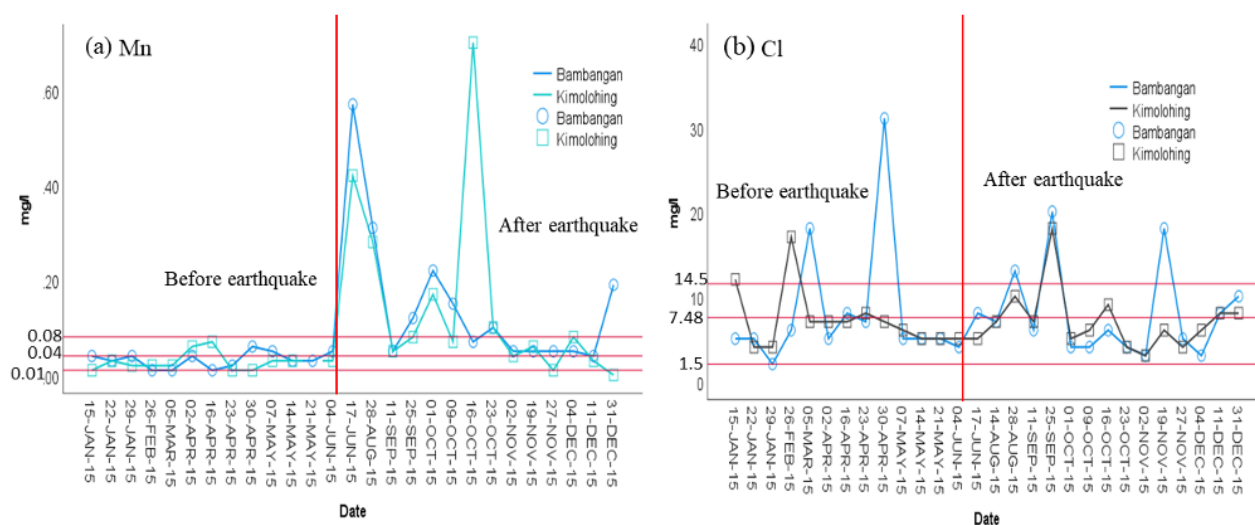 (a) Mn
Bambangan
Kimolohing
Bambangan
Kimolohing
.60
.40
.20
.00
mg/l
0.08
0.04
0.01
Before earthquake
After earthquake
15-JAN-15
22-JAN-15
29-JAN-15
26-FEB-15
05-MAR-15
02-APR-15
16-APR-15
23-APR-15
30-APR-15
07-MAY-15
14-MAY-15
21-MAY-15
04-JUN-15
17-JUN-15
28-AUG-15
11-SEP-15
25-SEP-15
01-OCT-15
09-OCT-15
16-OCT-15
23-OCT-15
02-NOV-15
19-NOV-15
27-NOV-15
04-DEC-15
11-DEC-15
31-DEC-15
Date
(b) Cl
Bambangan
Kimolohing
Bambangan
Kimolohing
40
30
20
10
0
mg/l
14.5
7.48
1.5
Before earthquake
After earthquake
15-JAN-15
22-JAN-15
29-JAN-15
26-FEB-15
05-MAR-15
02-APR-15
16-APR-15
23-APR-15
30-APR-15
07-MAY-15
14-MAY-15
21-MAY-15
04-JUN-15
17-JUN-15
14-AUG-15
28-AUG-15
11-SEP-15
25-SEP-15
01-OCT-15
09-OCT-15
16-OCT-15
23-OCT-15
02-NOV-15
19-NOV-15
27-NOV-15
04-DEC-15
11-DEC-15
31-DEC-15
Date